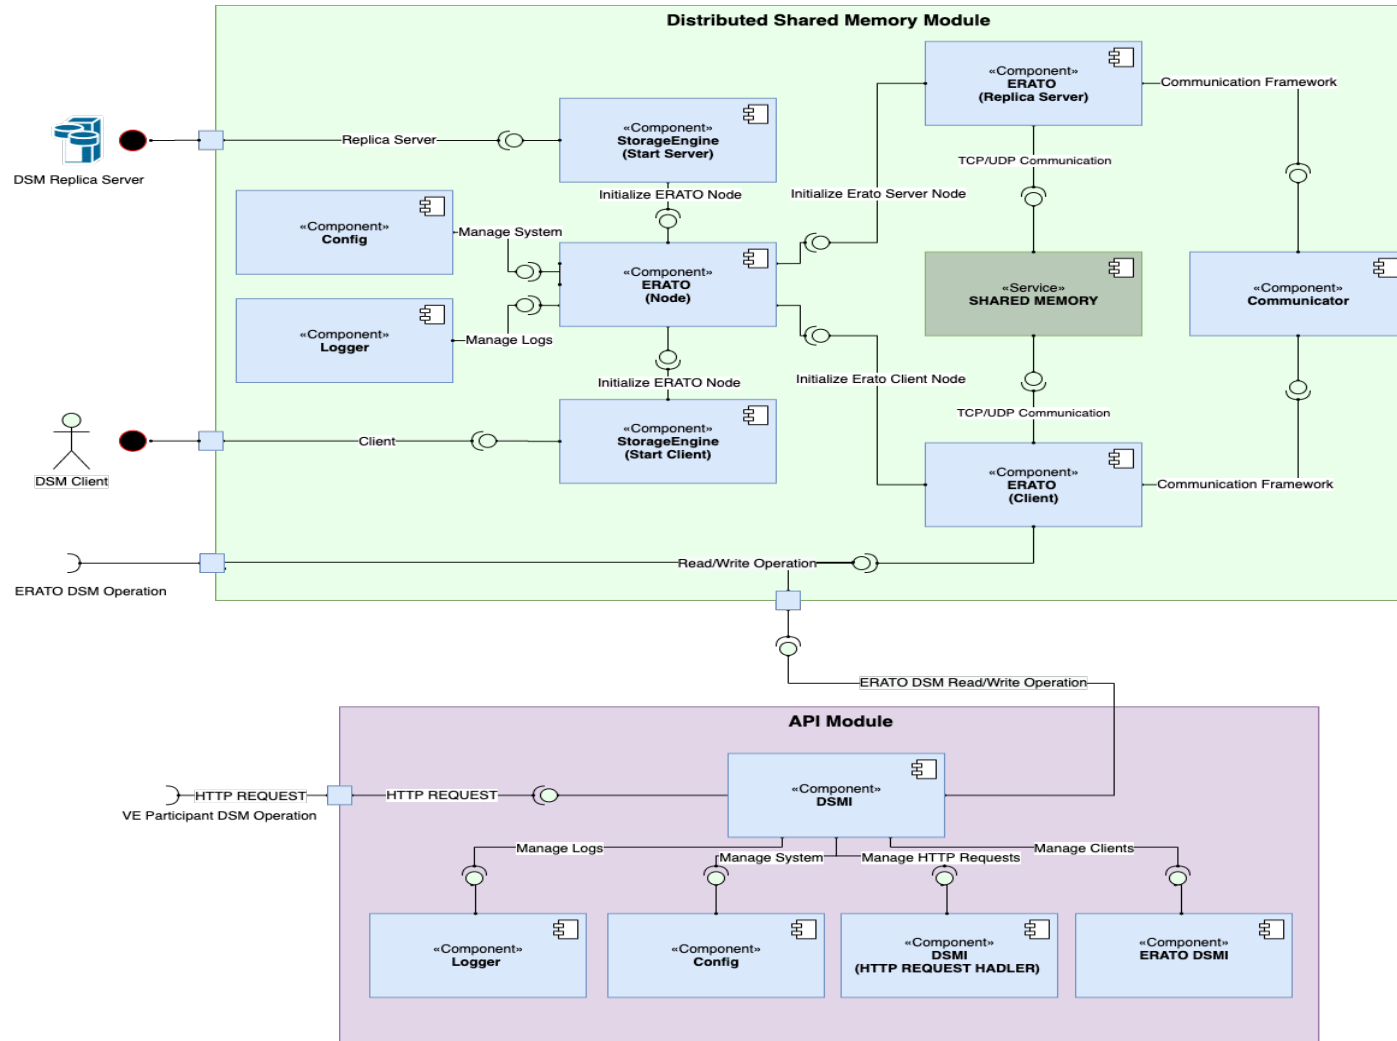 Distributed Shared Memory Module
«Component»
ERATO
(Replica Server)
Communication Framework
«Component»
StorageEngine
(Start Server)
Replica Server
DSM Replica Server
TCP/UDP Communication
Initialize ERATO Node
Initialize Erato Server Node
«Component»
Config
Manage System
«Component»
ERATO
(Node)
«Service»
SHARED MEMORY
«Component»
Communicator
«Component»
Logger
Manage Logs
Initialize ERATO Node
Initialize Erato Client Node
TCP/UDP Communication
«Component»
StorageEngine
(Start Client)
Client
DSM Client
«Component»
ERATO
(Client)
Communication Framework
Read/Write Operation
ERATO DSM Operation
ERATO DSM Read/Write Operation
API Module
«Component»
DSMI
HTTP REQUEST
HTTP REQUEST
VE Participant DSM Operation
Manage Logs
Manage System
Manage HTTP Requests
Manage Clients
«Component»
Logger
«Component»
Config
«Component»
DSMI
(HTTP REQUEST HADLER)
«Component»
ERATO DSMI